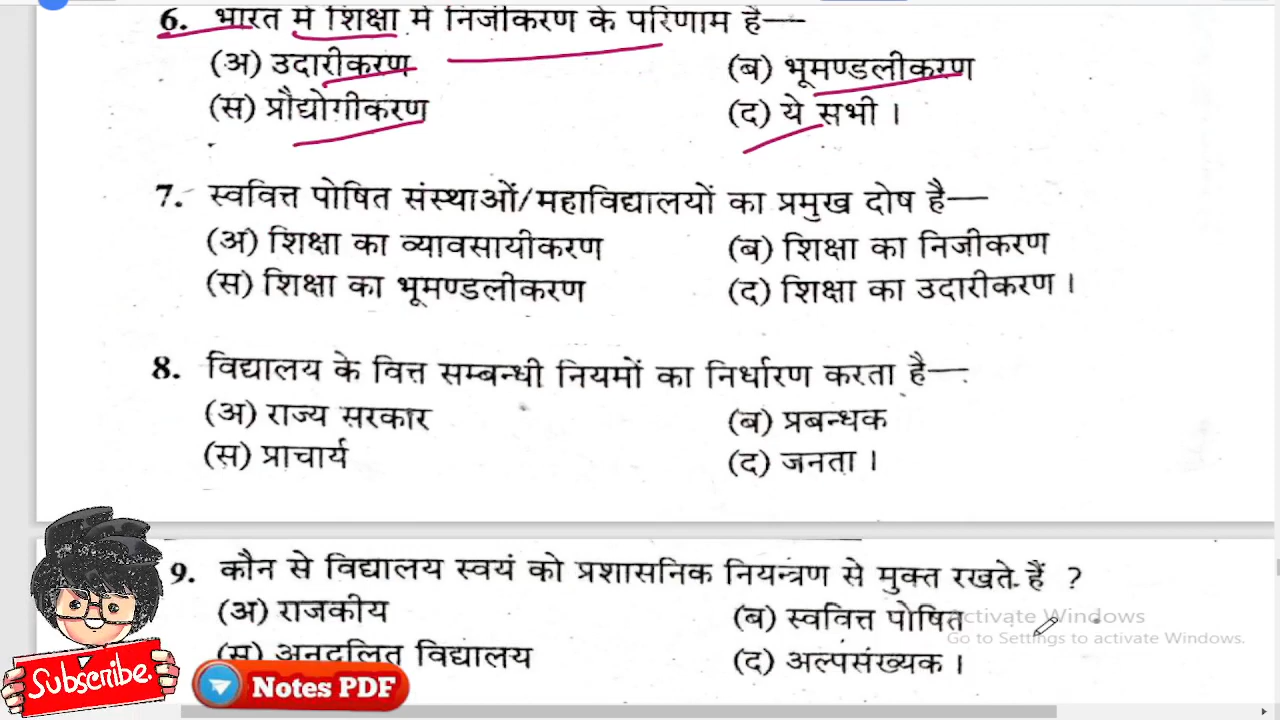 6. भारत में शिक्षा में निजीकरण के परिणाम हैं—
(अ) उदारीकरण (ब) भूमण्डलीकरण
(स) प्रौद्योगीकरण (द) ये सभी ।
7. स्ववित्त पोषित संस्थाओं/महाविद्यालयों का प्रमुख दोष है—
(अ) शिक्षा का व्यावसायीकरण (ब) शिक्षा का निजीकरण
(स) शिक्षा का भूमण्डलीकरण (द) शिक्षा का उदारीकरण ।
8. विद्यालय के वित्त सम्बन्धी नियमों का निर्धारण करता है—
(अ) राज्य सरकार (ब) प्रबन्धक
(स) प्राचार्य (द) जनता ।
9. कौन से विद्यालय स्वयं को प्रशासनिक नियन्त्रण से मुक्त रखते हैं ?
(अ) राजकीय (ब) स्ववित्त पोषित
Activate Windows
Go to Settings to activate Windows.
(स) विद्यालय (द) अल्पसंख्यक ।
Subscribe.
Notes PDF